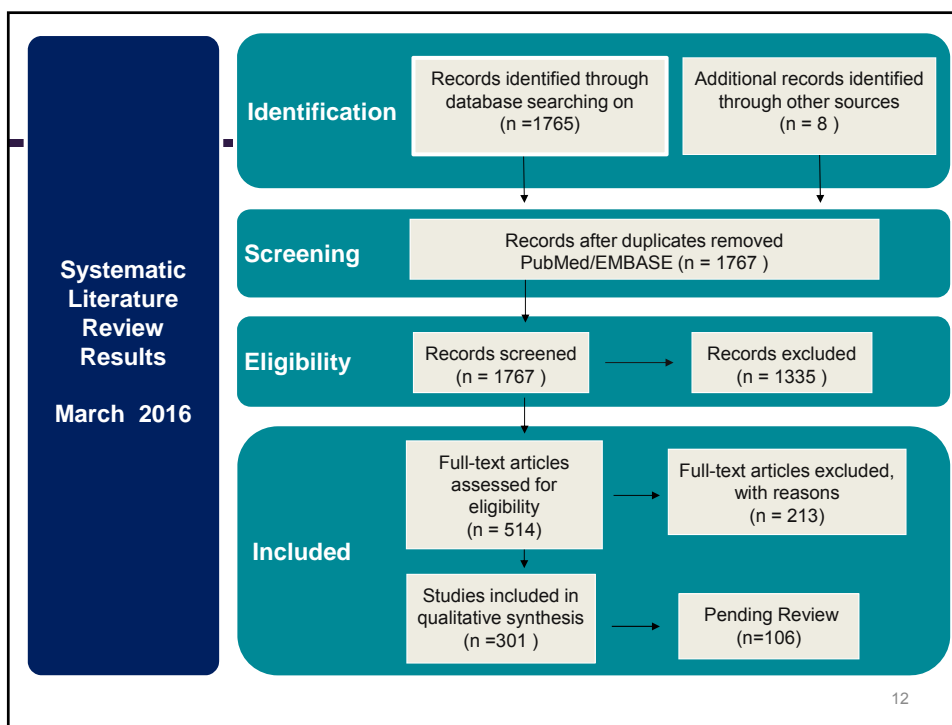 Systematic
Literature
Review
Results
March 2016
Identification
Records identified through
database searching on
(n =1765)
Additional records identified
through other sources
(n = 8 )
Screening
Records after duplicates removed
PubMed/EMBASE (n = 1767 )
Eligibility
Records screened
(n = 1767 )
Records excluded
(n = 1335 )
Included
Full-text articles
assessed for
eligibility
(n = 514)
Full-text articles excluded,
with reasons
(n = 213)
Studies included in
qualitative synthesis
(n =301 )
Pending Review
(n=106)
12